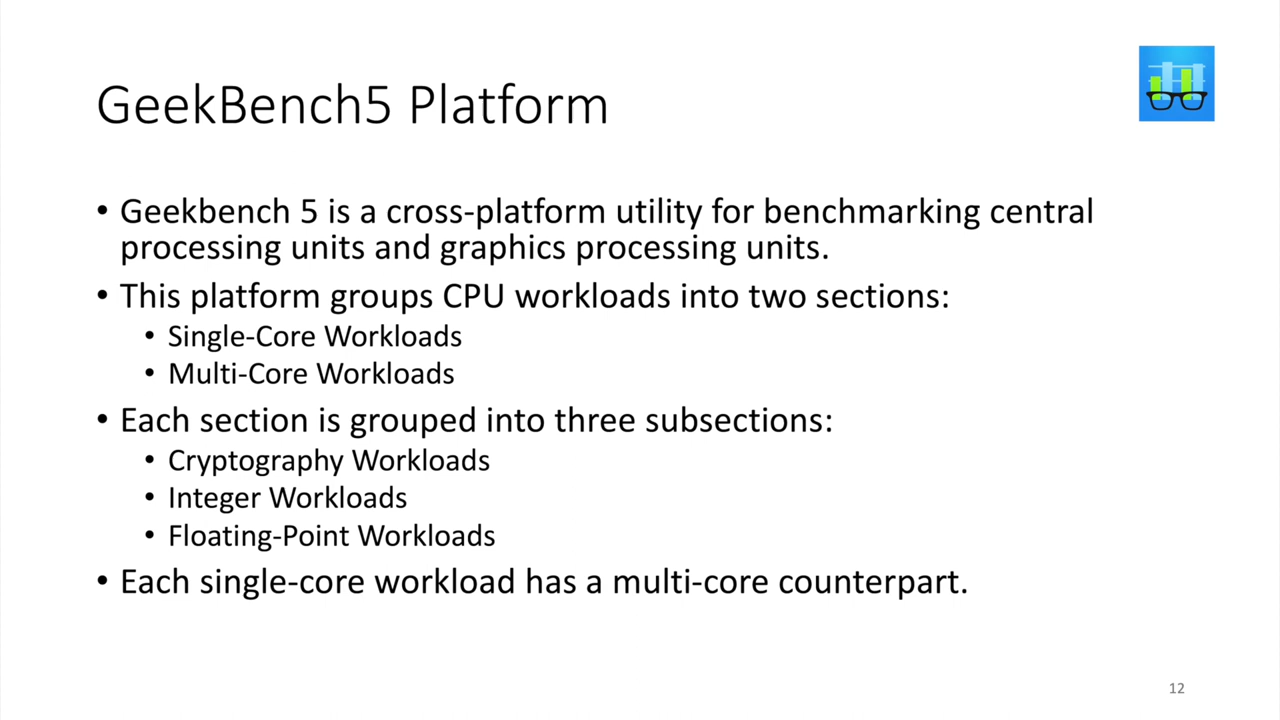 GeekBench5 Platform
• Geekbench 5 is a cross-platform utility for benchmarking central
processing units and graphics processing units.
• This platform groups CPU workloads into two sections:
• Single-Core Workloads
• Multi-Core Workloads
• Each section is grouped into three subsections:
• Cryptography Workloads
• Integer Workloads
• Floating-Point Workloads
• Each single-core workload has a multi-core counterpart.
12